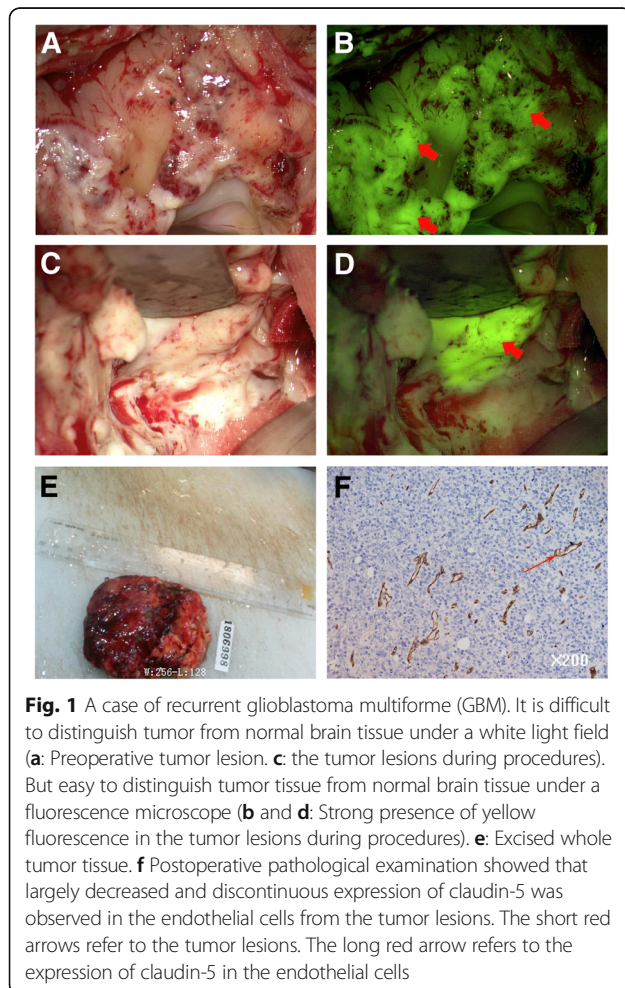 A
B
C
D
E
F
1806998
W:256-L:128
X200
Fig. 1 A case of recurrent glioblastoma multiforme (GBM). It is difficult
to distinguish tumor from normal brain tissue under a white light field
(a: Preoperative tumor lesion. c: the tumor lesions during procedures).
But easy to distinguish tumor tissue from normal brain tissue under a
fluorescence microscope (b and d: Strong presence of yellow
fluorescence in the tumor lesions during procedures). e: Excised whole
tumor tissue. f Postoperative pathological examination showed that
largely decreased and discontinuous expression of claudin-5 was
observed in the endothelial cells from the tumor lesions. The short red
arrows refer to the tumor lesions. The long red arrow refers to the
expression of claudin-5 in the endothelial cells